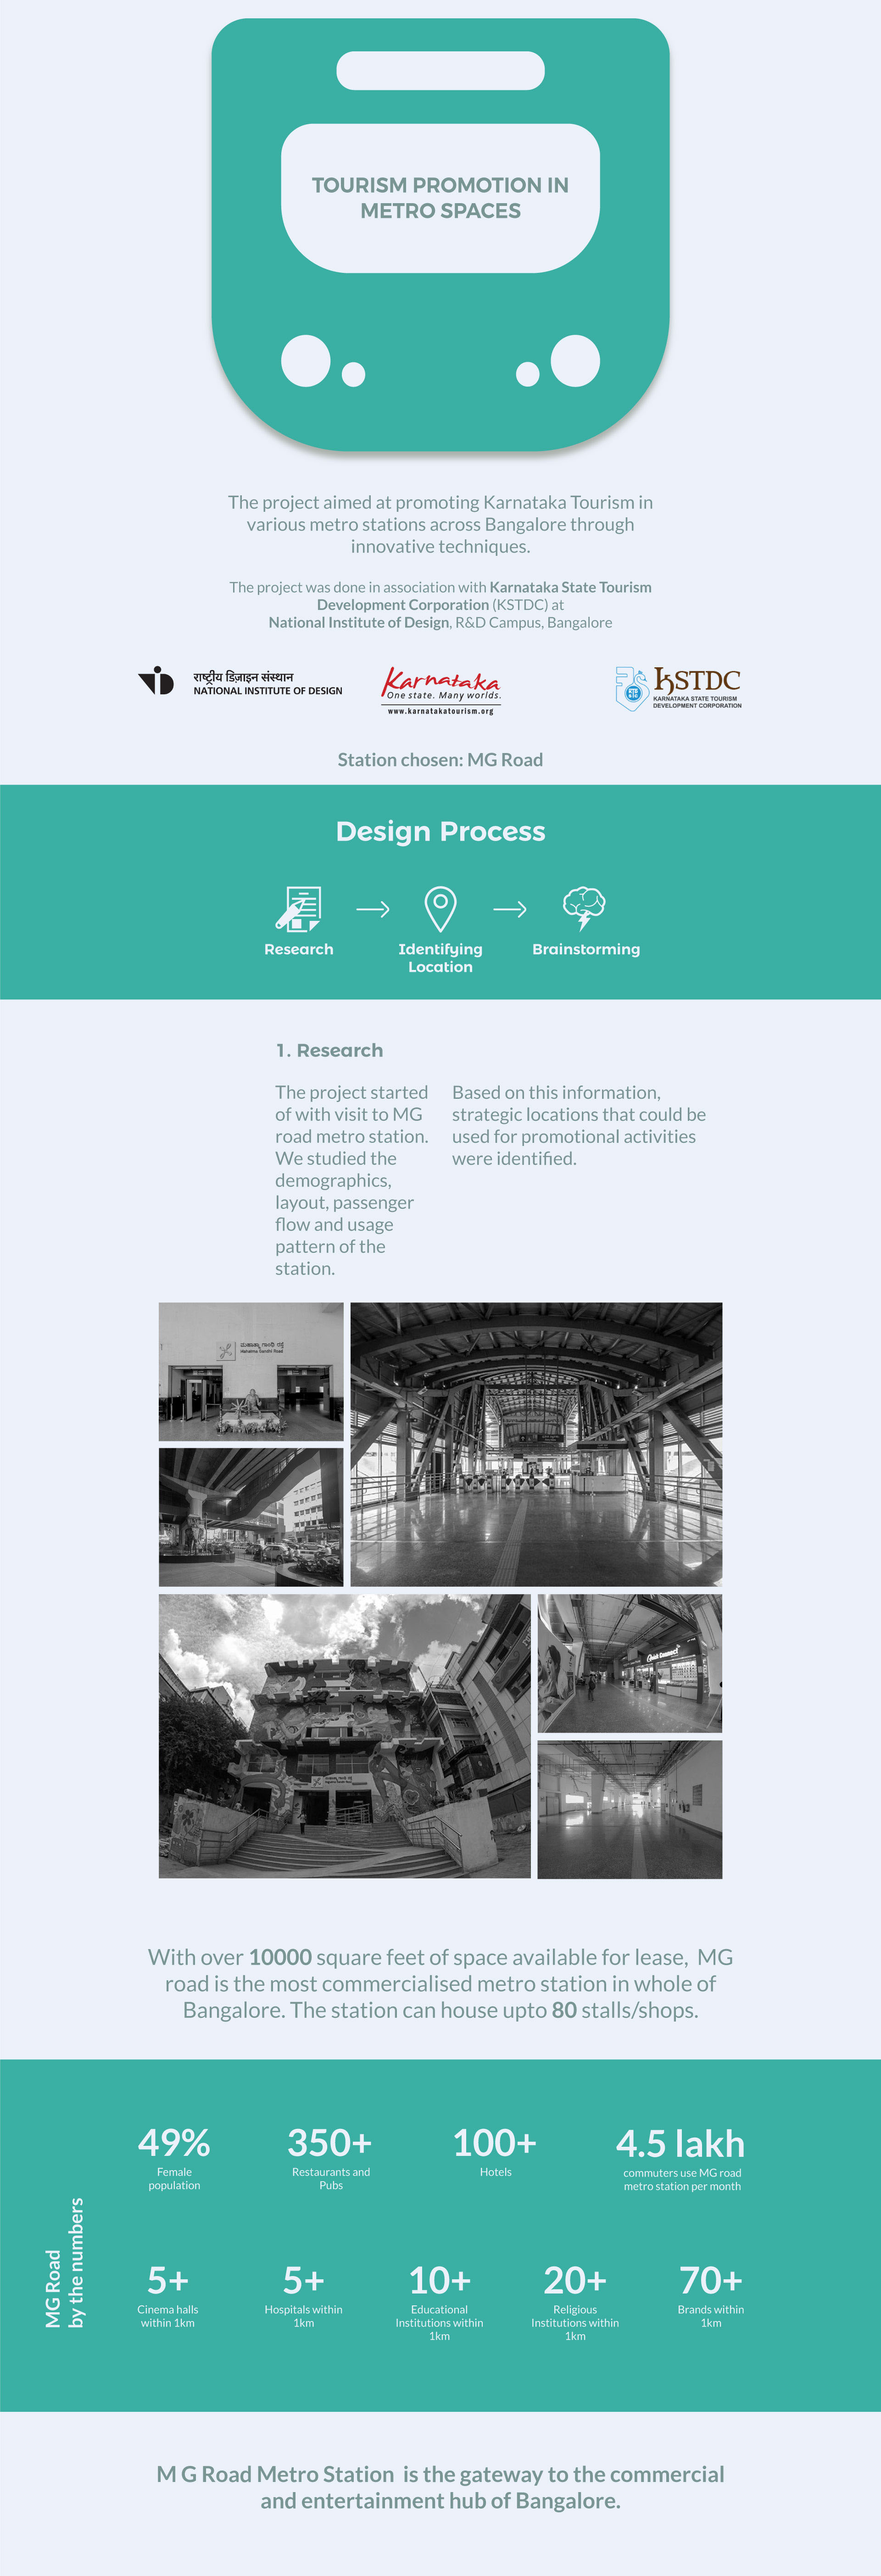 TOURISM PROMOTION IN
METRO SPACES
The project aimed at promoting Karnataka Tourism in
various metro stations across Bangalore through
innovative techniques.
The project was done in association with Karnataka State Tourism
Development Corporation (KSTDC) at
National Institute of Design, R&D Campus, Bangalore
राष्ट्रीय डिज़ाइन संस्थान
NATIONAL INSTITUTE OF DESIGN
Karnataka
One state. Many worlds.
www.karnatakatourism.org
KSTDC
KARNATAKA STATE TOURISM
DEVELOPMENT CORPORATION
Station chosen: MG Road
Design Process
Research
Identifying
Location
Brainstorming
1. Research
The project started
of with visit to MG
road metro station.
We studied the
demographics,
layout, passenger
flow and usage
pattern of the
station.
Based on this information,
strategic locations that could be
used for promotional activities
were identified.
ಮಹಾತ್ಮಾ ಗಾಂಧಿ ರಸ್ತೆ
Mahatma Gandhi Road
With over 10000 square feet of space available for lease, MG
road is the most commercialised metro station in whole of
Bangalore. The station can house upto 80 stalls/shops.
MG Road
by the numbers
49%
Female
population
350+
Restaurants and
Pubs
100+
Hotels
4.5 lakh
commuters use MG road
metro station per month
5+
Cinema halls
within 1km
5+
Hospitals within
1km
10+
Educational
Institutions within
1km
20+
Religious
Institutions within
1km
70+
Brands within
1km
M G Road Metro Station is the gateway to the commercial
and entertainment hub of Bangalore.